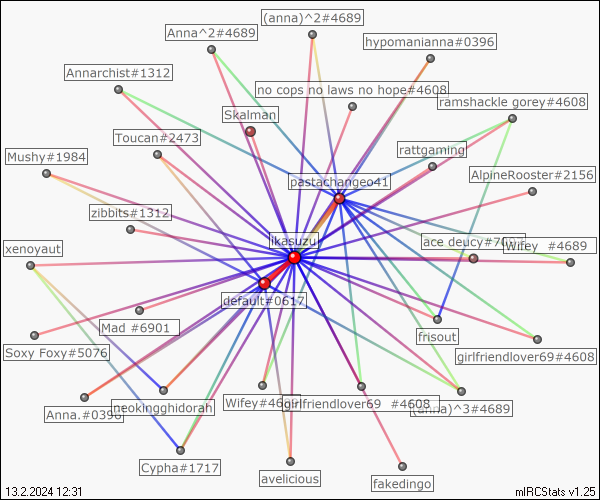 (anna)^2#4689
Anna^2#4689
hypomanianna#0396
Annarchist#1312
no cops no laws no hope#4608
ramshackle gorey#4608
Skalman
Toucan#2473
rattgaming
Mushy#1984
pastachangeo41
AlpineRooster#2156
zibbits#1312
ikasuzu
ace deucy#
Wifey #4689
xenoyaut
default#0617
Mad #6901
frisout
Soxy Foxy#5076
girlfriendlover69#4608
Anna.#0396
neokingghidorah
Wifey#46
girlfriendlover69 #4608
((anna)^3#4689
Cypha#1717
avelicious
fakedingo
13.2.2024 12:31
mIRCStats v1.25